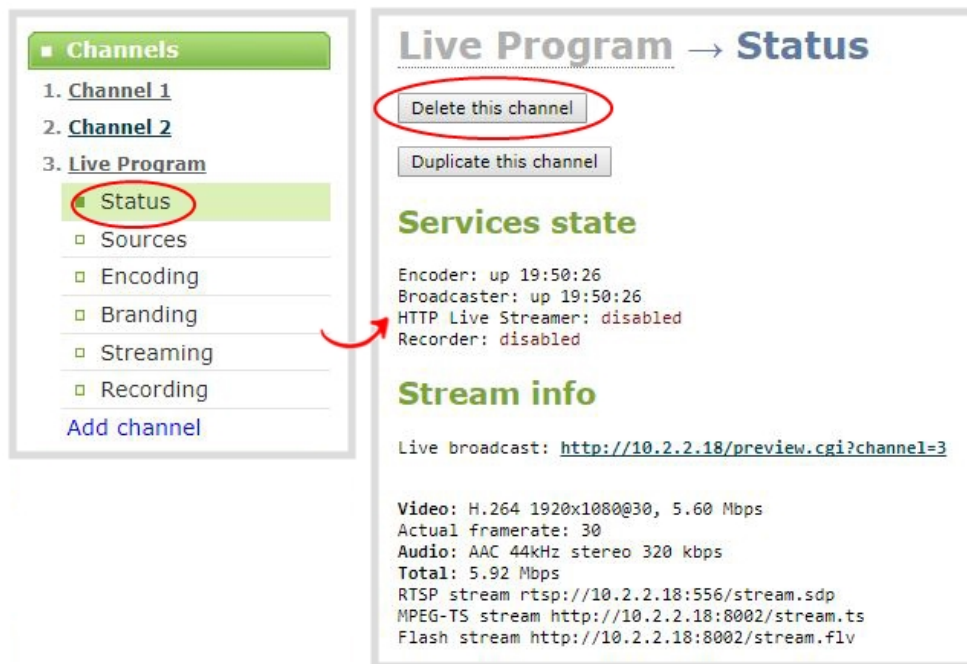 Channels
1. Channel 1
2. Channel 2
3. Live Program
Status
Sources
Encoding
Branding
Streaming
Recording
Add channel
Live Program → Status
Delete this channel
Duplicate this channel
Services state
Encoder: up 19:50:26
Broadcaster: up 19:50:26
HTTP Live Streamer: disabled
Recorder: disabled
Stream info
Live broadcast: http://10.2.2.18/preview.cgi?channel=3
Video: H.264 1920x1080@30, 5.60 Mbps
Actual framerate: 30
Audio: AAC 44kHz stereo 320 kbps
Total: 5.92 Mbps
RTSP stream rtsp://10.2.2.18:556/stream.sdp
MPEG-TS stream http://10.2.2.18:8002/stream.ts
Flash stream http://10.2.2.18:8002/stream.flv